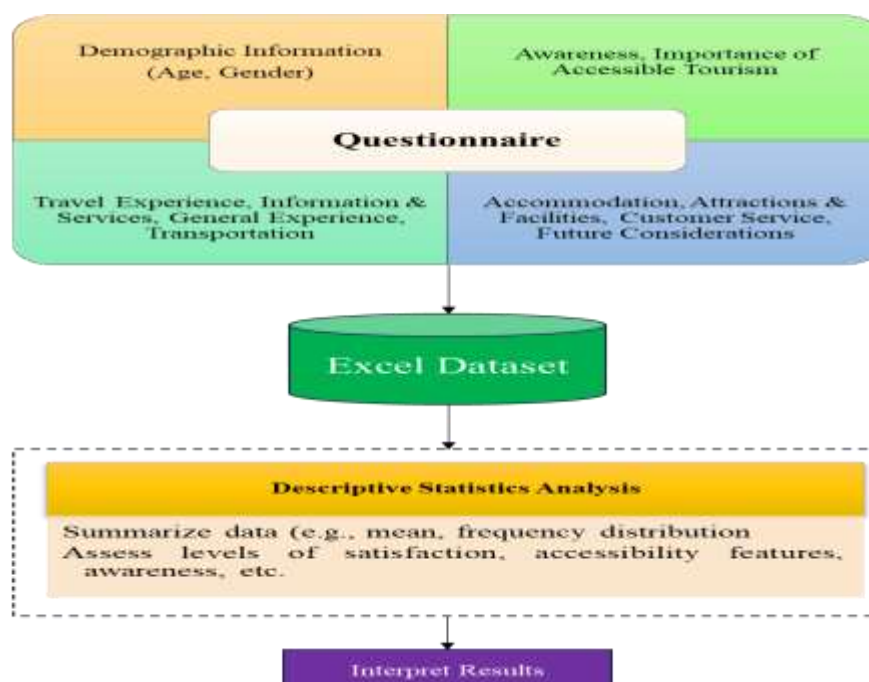 Demographic Information
(Age, Gender)
Awareness, Importance of
Accessible Tourism
Questionnaire
Travel Experience, Information &
Services, General Experience,
Transportation
Accommodation, Attractions &
Facilities, Customer Service,
Future Considerations
Excel Dataset
Descriptive Statistics Analysis
Summarize data (e.g., mean, frequency distribution
Assess levels of satisfaction, accessibility features,
awareness, etc.
Interpret Results